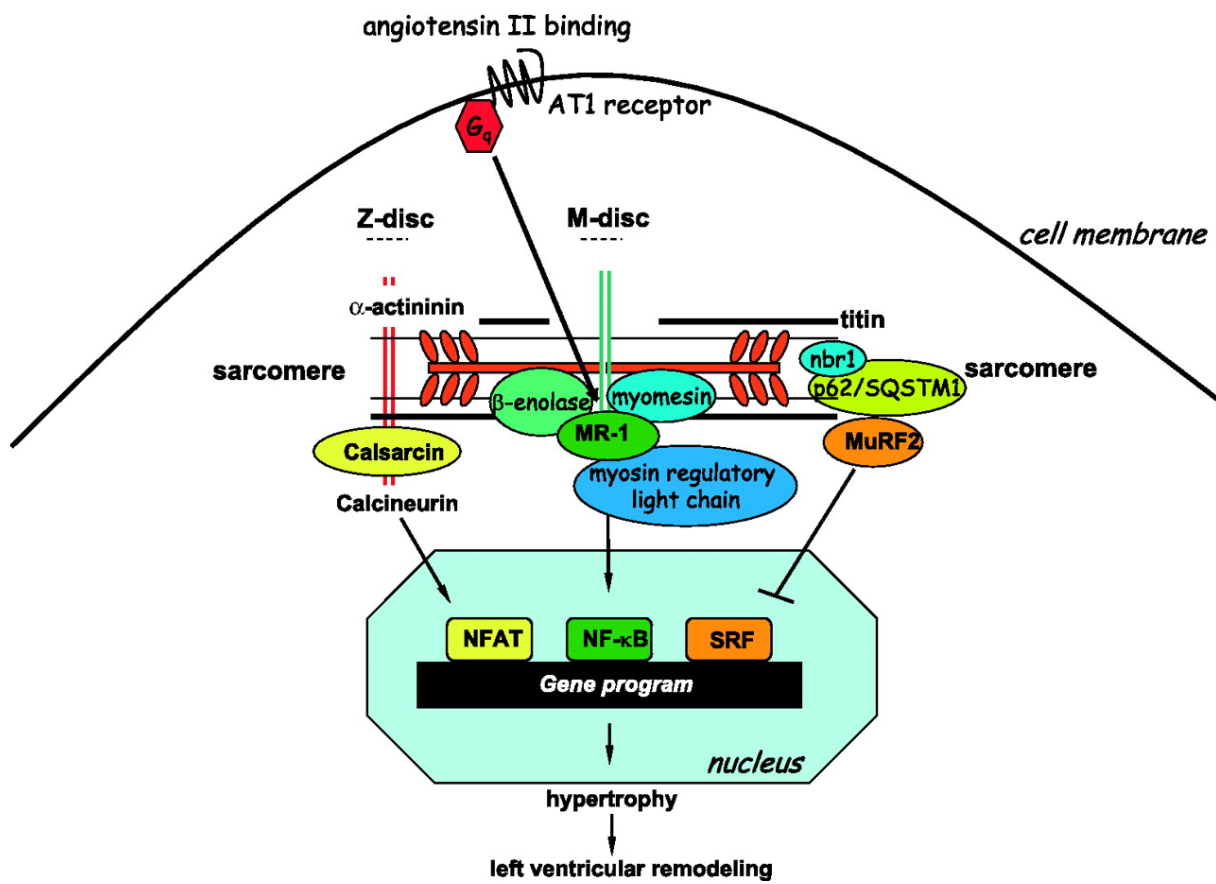 angiotensin II binding
AT1 receptor
Gq
Z-disc
M-disc
cell membrane
α-actininin
titin
nbr1
sarcomere
sarcomere
p62/SQSTM1
β-enolase
myomesin
MR-1
MuRF2
Calsarcin
myosin regulatory
light chain
Calcineurin
NFAT
NF-κB
SRF
Gene program
nucleus
hypertrophy
left ventricular remodeling